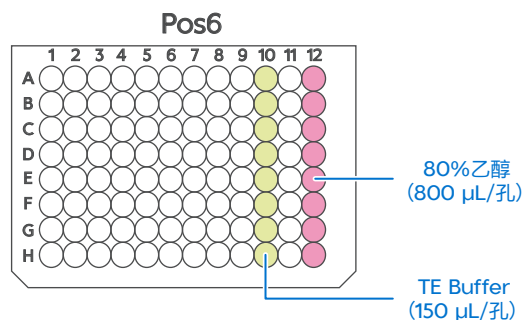 Pos6
1 2 3 4 5 6 7 8 9 10 11 12
A
B
C
D
E
F
G
H
80%乙醇
(800 µL/孔)
TE Buffer
(150 µL/孔)